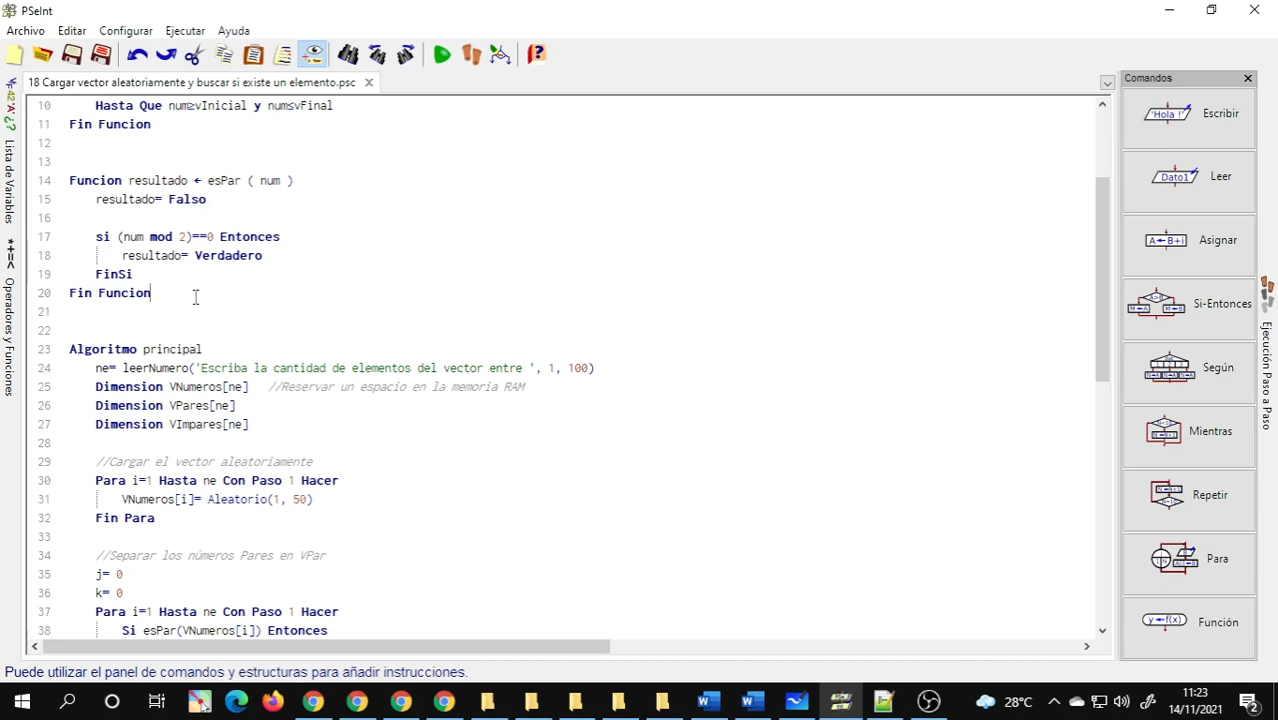 PSeInt
Archivo Editar Configurar Ejecutar Ayuda
18 Cargar vector aleatoriamente y buscar si existe un elemento.psc
Comandos
10 Hasta Que num≥vInicial y num≤vFinal
11 Fin Funcion
12
13
14 Funcion resultado ← esPar ( num )
15 resultado= Falso
16
17 si (num mod 2)==0 Entonces
18 resultado= Verdadero
19 FinSi
20 Fin Funcion
21
22
23 Algoritmo principal
24 ne= leerNumero('Escriba la cantidad de elementos del vector entre ', 1, 100)
25 Dimension VNumeros[ne] //Reservar un espacio en la memoria RAM
26 Dimension VPares[ne]
27 Dimension VImpares[ne]
28
29 //Cargar el vector aleatoriamente
30 Para i=1 Hasta ne Con Paso 1 Hacer
31 VNumeros[i]= Aleatorio(1, 50)
32 Fin Para
33
34 //Separar los números Pares en VPar
35 j= 0
36 k= 0
37 Para i=1 Hasta ne Con Paso 1 Hacer
38 Si esPar(VNumeros[i]) Entonces
Lista de Variables
Operadores y Funciones
'Hola !' Escribir
Dato1 Leer
A←B+i Asignar
Si-Entonces
Según
Mientras
Repetir
Para
y←f(x) Función
Ejecución Paso a Paso
Puede utilizar el panel de comandos y estructuras para añadir instrucciones.
28°C
11:23
14/11/2021
2